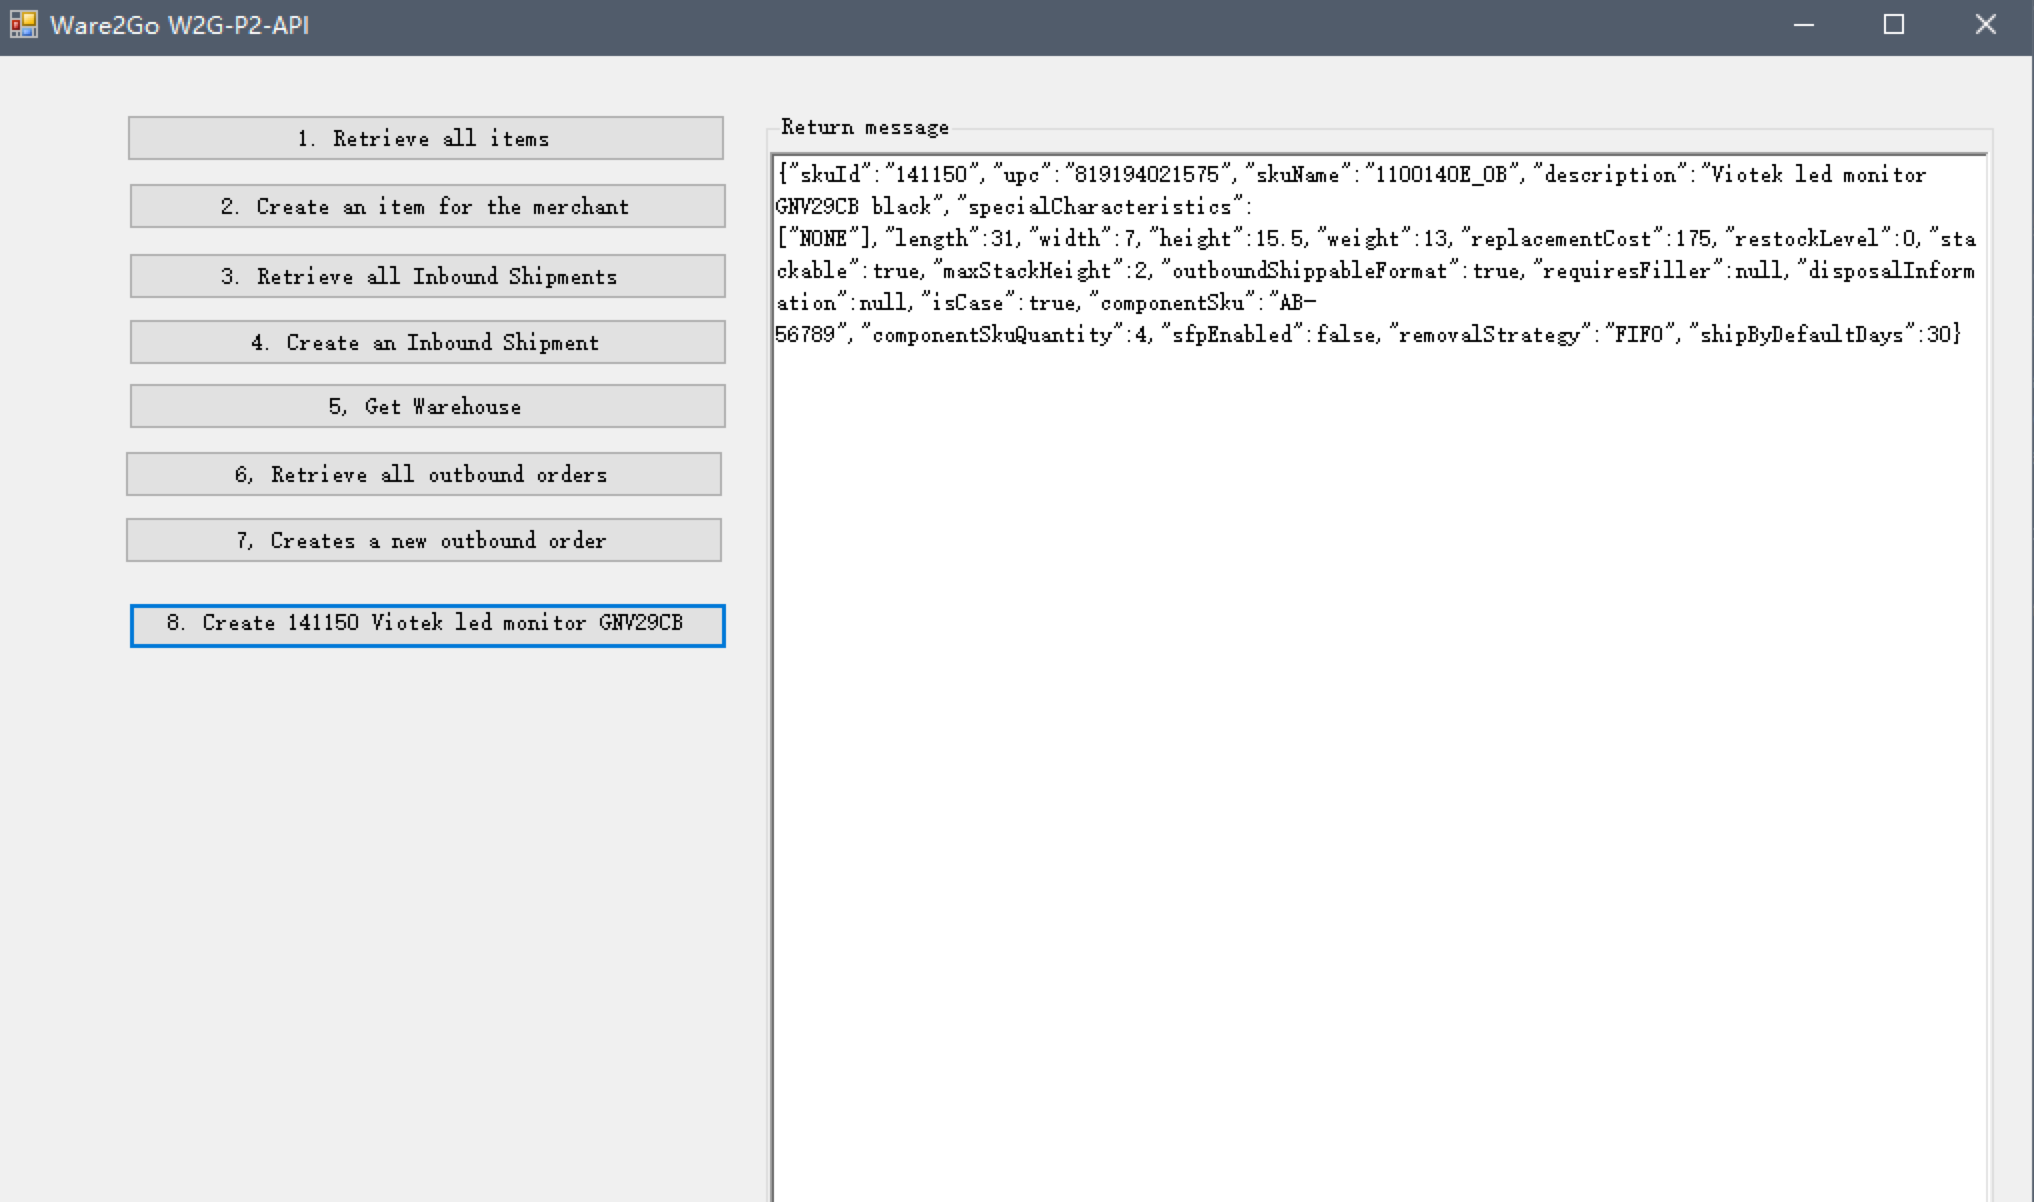 Ware2Go W2G-P2-API
1. Retrieve all items
2. Create an item for the merchant
3. Retrieve all Inbound Shipments
4. Create an Inbound Shipment
5, Get Warehouse
6, Retrieve all outbound orders
7, Creates a new outbound order
8. Create 141150 Viotek led monitor GNV29CB
Return message
{"skuId":"141150","upc":"819194021575","skuName":"1100140E_OB","description":"Viotek led monitor
GNV29CB black","specialCharacteristics":
["NONE"],"length":31,"width":7,"height":15.5,"weight":13,"replacementCost":175,"restockLevel":0,"sta
ckable":true,"maxStackHeight":2,"outboundShippableFormat":true,"requiresFiller":null,"disposalInform
ation":null,"isCase":true,"componentSku":"AB-
56789","componentSkuQuantity":4,"sfpEnabled":false,"removalStrategy":"FIFO","shipByDefaultDays":30}